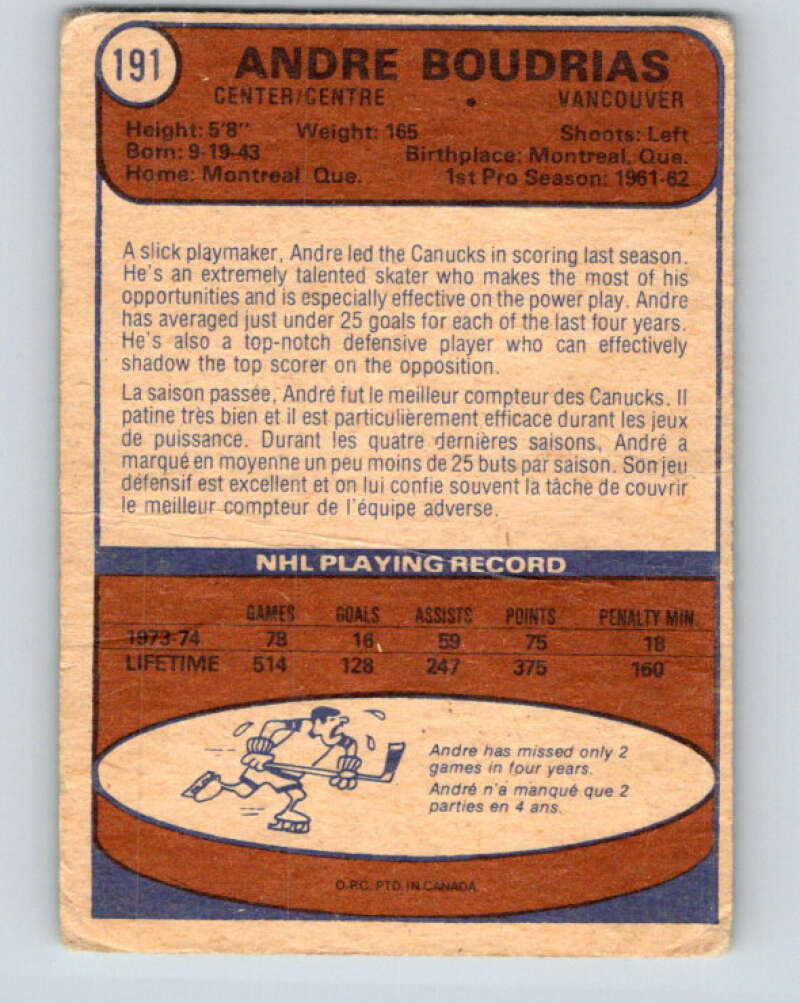 191
ANDRE BOUDRIAS
CENTER/CENTRE • VANCOUVER
Height: 5'8" Weight: 165 Shoots: Left
Born: 9-19-43 Birthplace: Montreal, Que.
Home: Montreal Que. 1st Pro Season: 1961-62
A slick playmaker, Andre led the Canucks in scoring last season.
He's an extremely talented skater who makes the most of his
opportunities and is especially effective on the power play. Andre
has averaged just under 25 goals for each of the last four years.
He's also a top-notch defensive player who can effectively
shadow the top scorer on the opposition.
La saison passée, André fut le meilleur compteur des Canucks. Il
patine très bien et il est particulièrement efficace durant les jeux
de puissance. Durant les quatre dernières saisons, André a
marqué en moyenne un peu moins de 25 buts par saison. Son jeu
défensif est excellent et on lui confie souvent la tâche de couvrir
le meilleur compteur de l'équipe adverse.
NHL PLAYING RECORD
GAMES GOALS ASSISTS POINTS PENALTY MIN.
1973-74 78 16 59 75 18
LIFETIME 514 128 247 375 160
Andre has missed only 2
games in four years.
André n'a manqué que 2
parties en 4 ans.
O.P.C. PTD. IN CANADA